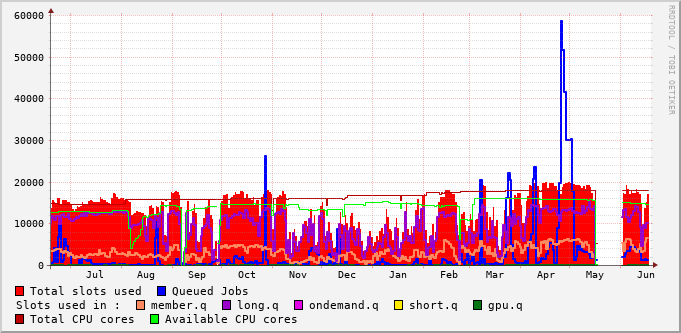 RRDTOOL / TOBI OETIKER
60000
50000
40000
30000
20000
10000
0
Jul Aug Sep Oct Nov Dec Jan Feb Mar Apr May Jun
Total slots used Queued Jobs
Slots used in : member.q long.q ondemand.q short.q gpu.q
Total CPU cores Available CPU cores